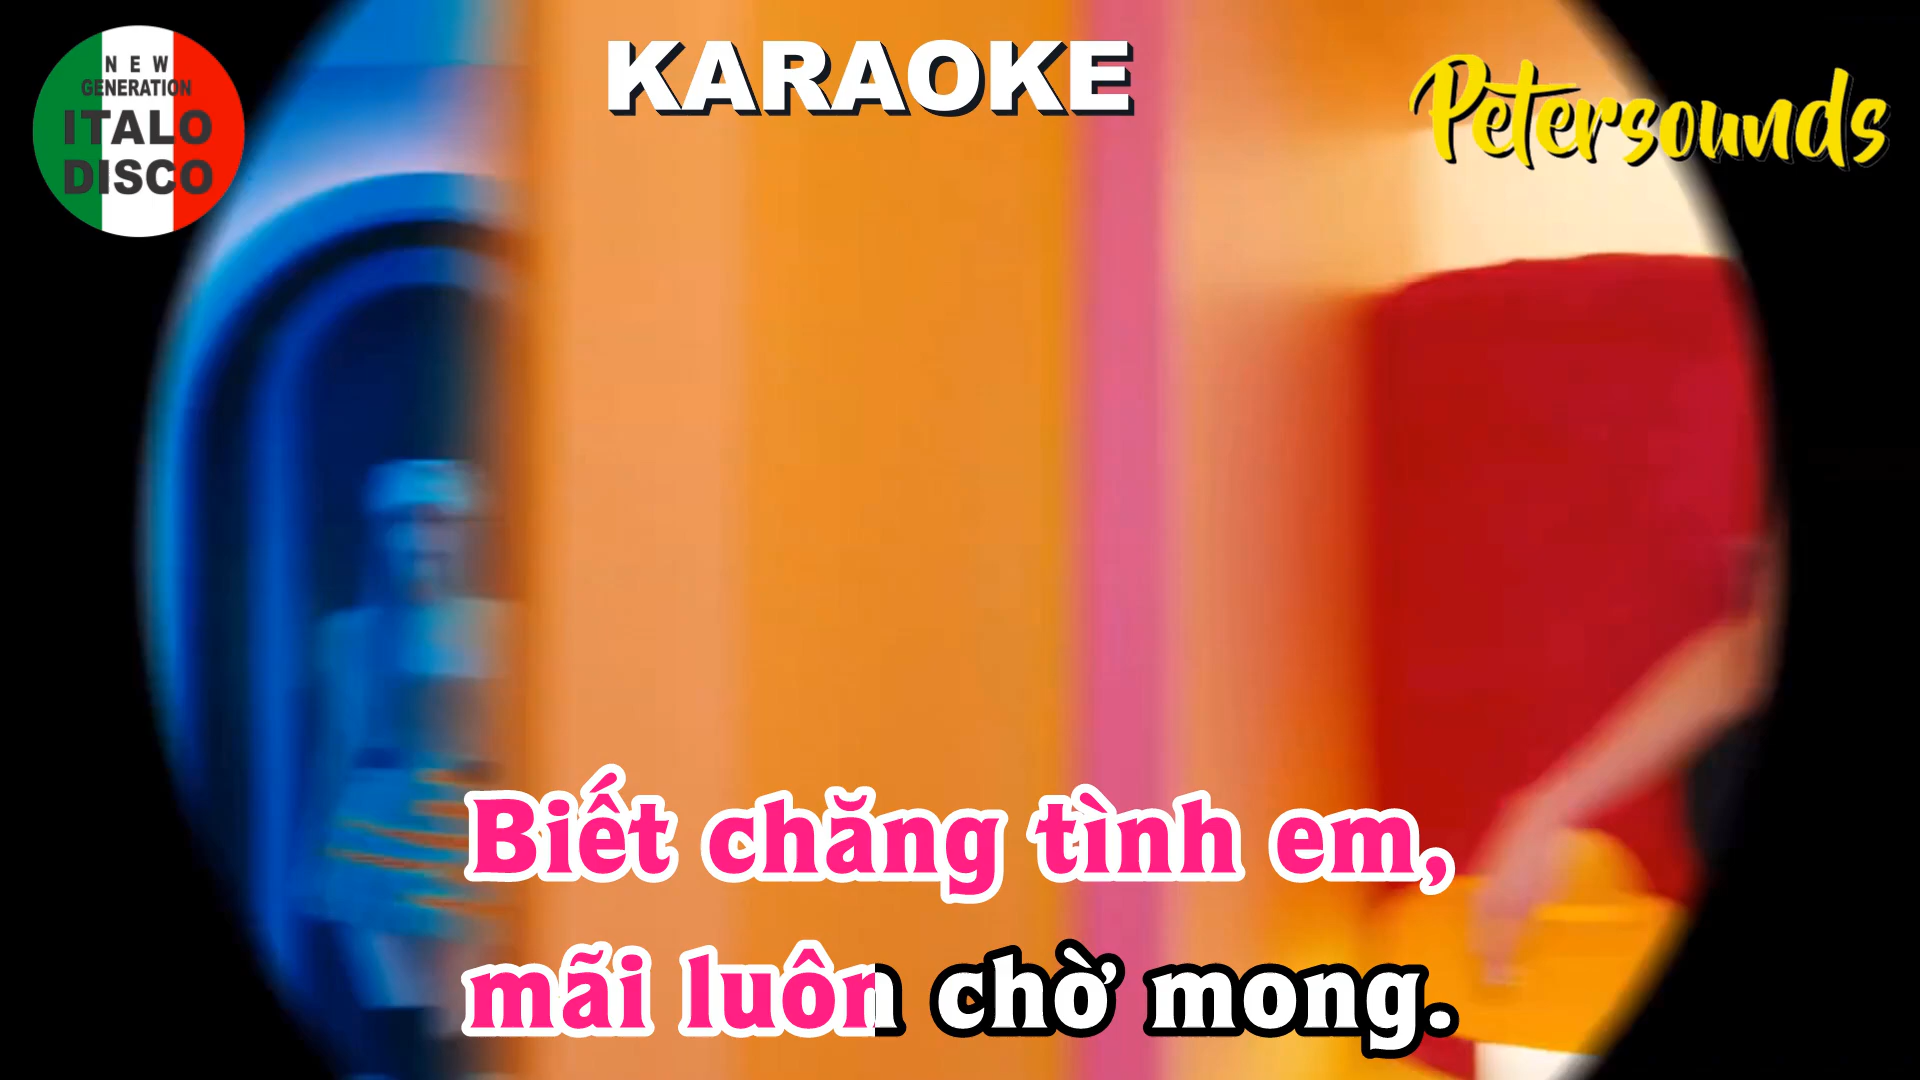 NEW
GENERATION
ITALO
DISCO
KARAOKE
Petersounds
Biết chăng tình em,
mãi luôn chờ mong.